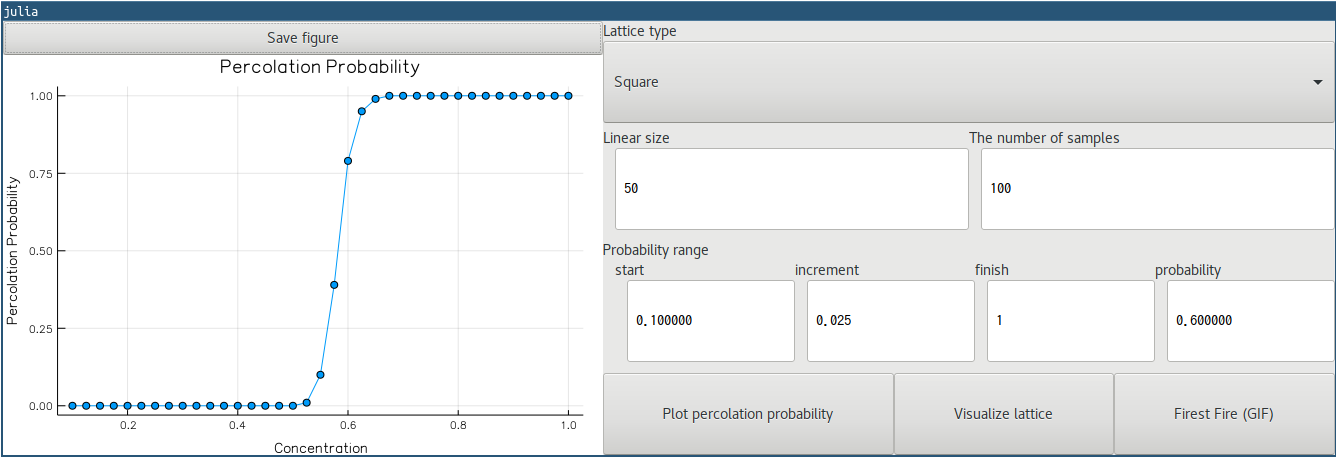 julia
Save figure
Percolation Probability
1.00
0.75
0.50
0.25
0.00
Percolation Probability
0.2
0.4
0.6
0.8
1.0
Concentration
Lattice type
Square
Linear size
The number of samples
50
100
Probability range
start
increment
finish
probability
0.100000
0.025
1
0.600000
Plot percolation probability
Visualize lattice
Firest Fire (GIF)